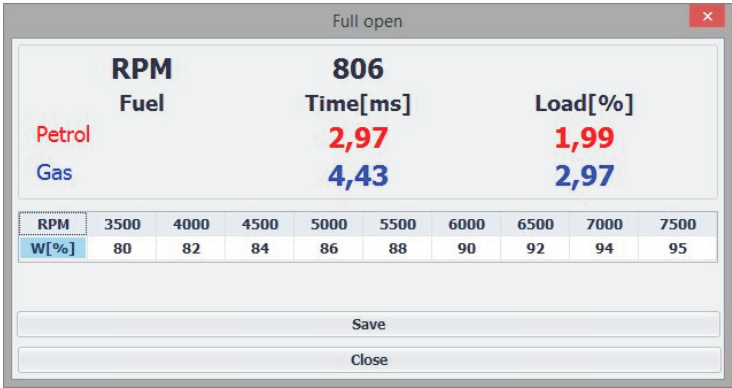 Full open
RPM 806
Fuel Time[ms] Load[%]
Petrol 2,97 1,99
Gas 4,43 2,97
RPM 3500 4000 4500 5000 5500 6000 6500 7000 7500
W[%] 80 82 84 86 88 90 92 94 95
Save
Close